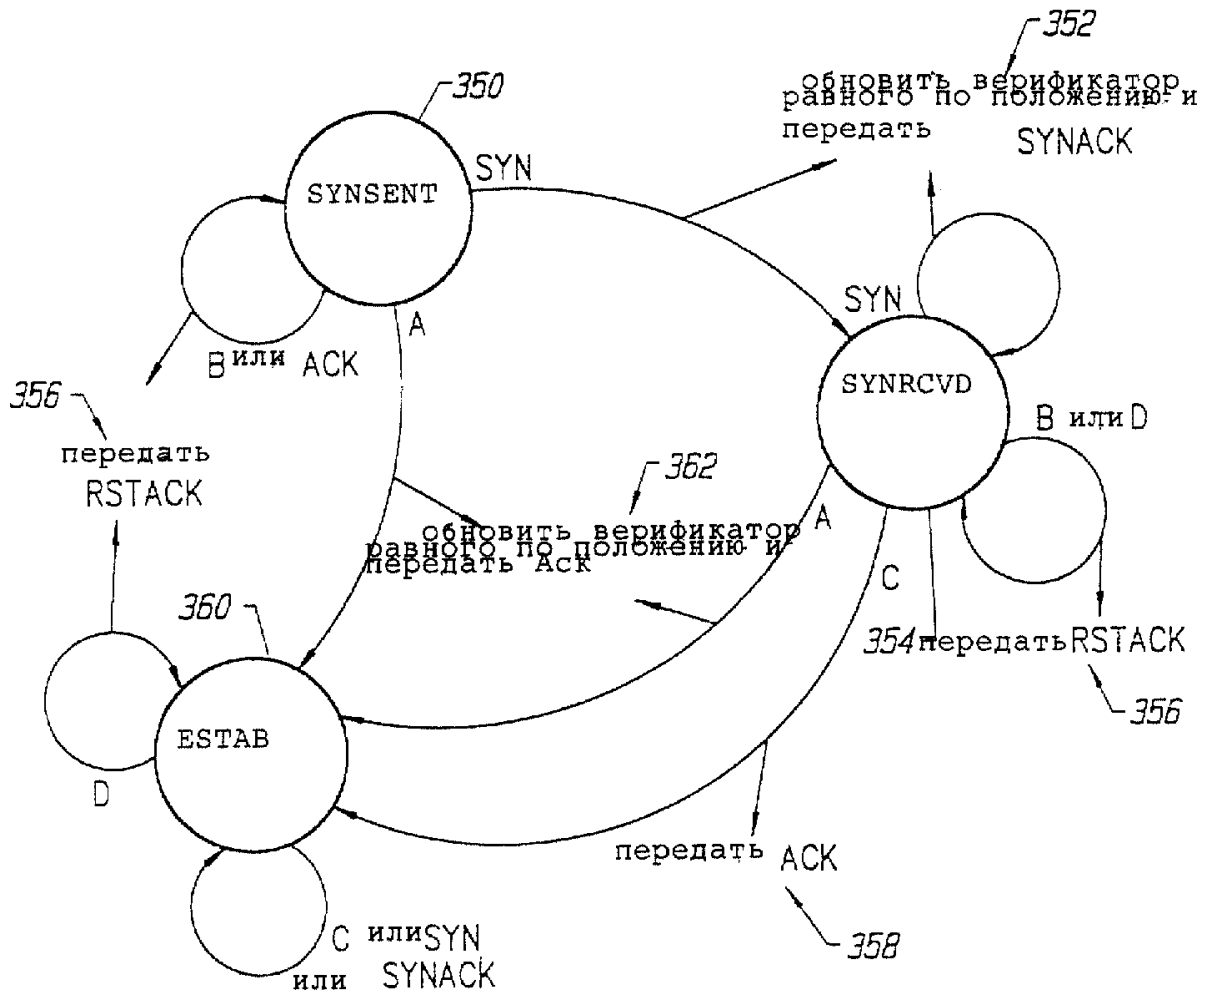 352
обновить верификатор
равного по положению и
передать
SYNACK
350
SYN
SYNSENT
A
B или ACK
SYN
SYNRCVD
B или D
356
передать
RSTACK
362
обновить верификатор
равного по положению и
передать Аск
A
C
354 передать RSTACK
356
360
ESTAB
D
передать ACK
358
C или SYN
или SYNACK